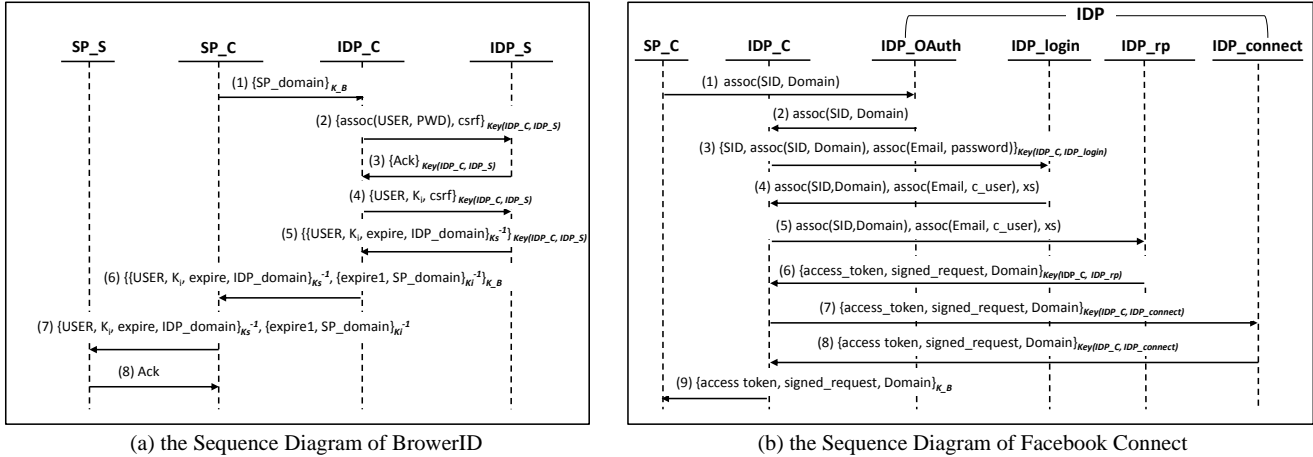 SP_S SP_C IDP_C IDP_S
(1) {SP_domain}K_B
(2) {assoc(USER, PWD), csrf}Key(IDP_C, IDP_S)
(3) {Ack}Key(IDP_C, IDP_S)
(4) {USER, Ki, csrf}Key(IDP_C, IDP_S)
(5) {{USER, Ki, expire, IDP_domain}Ks-1}Key(IDP_C, IDP_S)
(6) {{USER, Ki, expire, IDP_domain}Ks-1, {expire1, SP_domain}Ki-1}K_B
(7) {USER, Ki, expire, IDP_domain}Ks-1, {expire1, SP_domain}Ki-1
(8) Ack
(a) the Sequence Diagram of BrowerID
IDP
SP_C IDP_C IDP_OAuth IDP_login IDP_rp IDP_connect
(1) assoc(SID, Domain)
(2) assoc(SID, Domain)
(3) {SID, assoc(SID, Domain), assoc(Email, password)}Key(IDP_C, IDP_login)
(4) assoc(SID,Domain), assoc(Email, c_user), xs)
(5) assoc(SID,Domain), assoc(Email, c_user), xs)
(6) {access_token, signed_request, Domain}Key(IDP_C, IDP_rp)
(7) {access_token, signed_request, Domain}Key(IDP_C, IDP_connect)
(8) {access token, signed_request, Domain}Key(IDP_C, IDP_connect)
(9) {access token, signed_request, Domain}K_B
(b) the Sequence Diagram of Facebook Connect